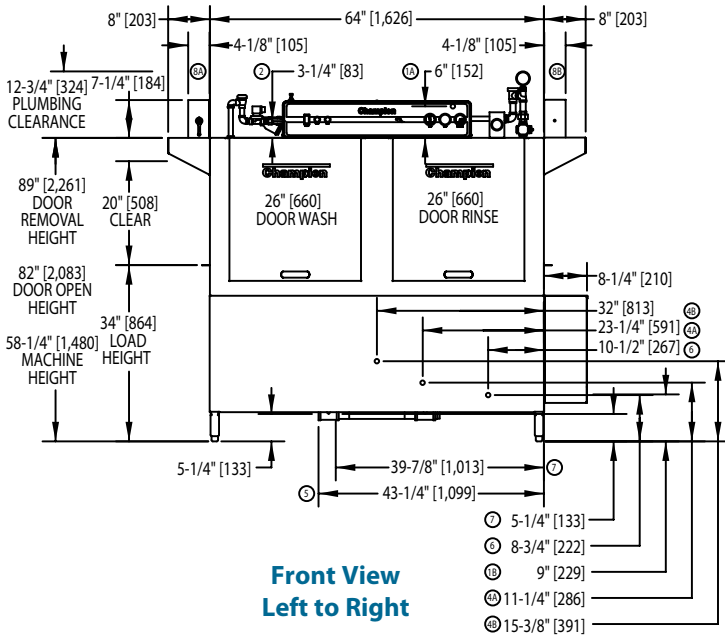 8" [203]
64" [1,626]
8" [203]
4-1/8" [105]
4-1/8" [105]
8A
2
3-1/4" [83]
1A
6" [152]
8B
12-3/4" [324]
PLUMBING
CLEARANCE
7-1/4" [184]
Champion
Champion
Champion
89" [2,261]
DOOR
REMOVAL
HEIGHT
20" [508]
CLEAR
26" [660]
DOOR WASH
26" [660]
DOOR RINSE
82" [2,083]
DOOR OPEN
HEIGHT
8-1/4" [210]
34" [864]
LOAD
HEIGHT
58-1/4" [1,480]
MACHINE
HEIGHT
32" [813]
4B
23-1/4" [591]
4A
10-1/2" [267]
6
5-1/4" [133]
39-7/8" [1,013]
7
5
43-1/4" [1,099]
7 5-1/4" [133]
6 8-3/4" [222]
1B 9" [229]
4A 11-1/4" [286]
4B 15-3/8" [391]
Front View
Left to Right